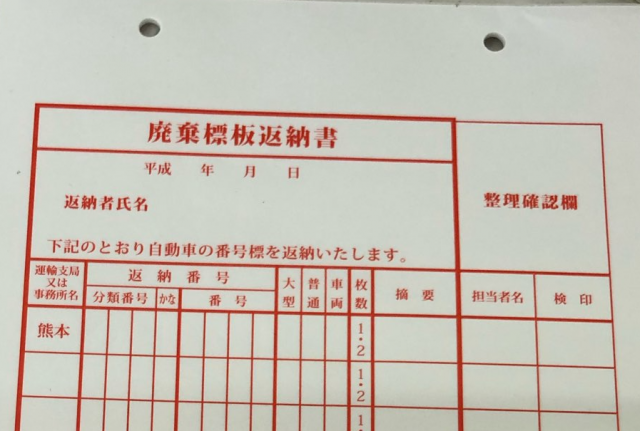 廃棄標板返納書
平成 年 月 日
返納者氏名
整理確認欄
下記のとおり自動車の番号標を返納いたします。
運輸支局
又は
事務所名
返納番号
分類番号 かな 番号
大型
普通
車両
枚数
摘要
担当者名
検印
熊本
1・2
1・2
1・